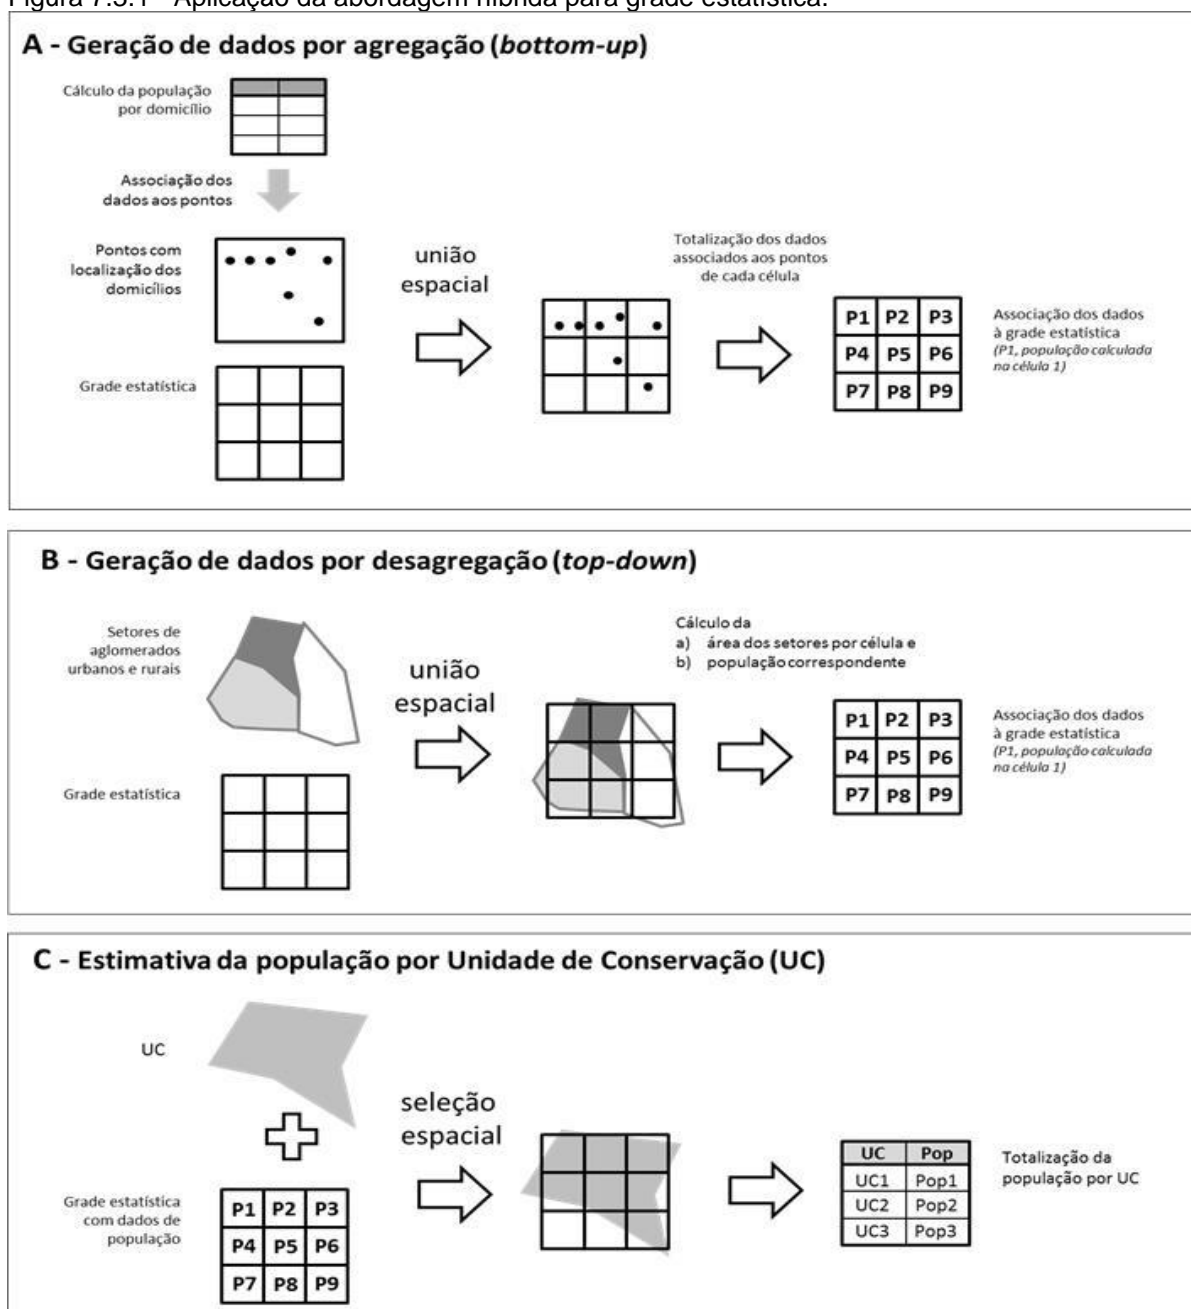 Figura 7.3.1 - Aplicação da abordagem híbrida para grade estatística.
A - Geração de dados por agregação (bottom-up)
Cálculo da população
por domicílio
Associação dos
dados aos pontos
Pontos com
localização dos
domicílios
Grade estatística
união
espacial
Totalização dos dados
associados aos pontos
de cada célula
P1 P2 P3
P4 P5 P6
P7 P8 P9
Associação dos dados
à grade estatística
(P1, população calculada
na célula 1)
B - Geração de dados por desagregação (top-down)
Setores de
aglomerados
urbanos e rurais
Grade estatística
união
espacial
Cálculo da
a) área dos setores por célula e
b) população correspondente
P1 P2 P3
P4 P5 P6
P7 P8 P9
Associação dos dados
à grade estatística
(P1, população calculada
na célula 1)
C - Estimativa da população por Unidade de Conservação (UC)
UC
Grade estatística
com dados de
população
P1 P2 P3
P4 P5 P6
P7 P8 P9
seleção
espacial
UC Pop
UC1 Pop1
UC2 Pop2
UC3 Pop3
Totalização da
população por UC